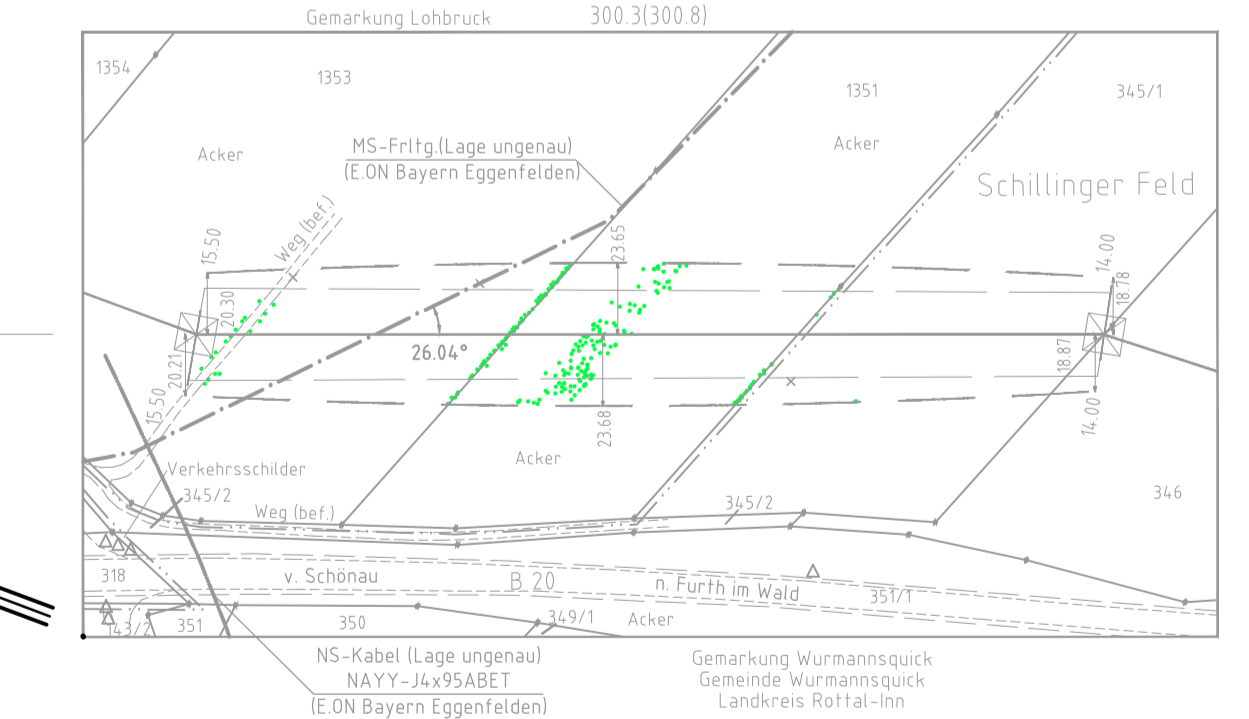 Gemarkung Lohbruck
300.3(300.8)
1354
1353
1351
345/1
Acker
MS-Frltg.(Lage ungenau)
(E.ON Bayern Eggenfelden)
Acker
Schillinger Feld
Weg (bef.)
15.50
23.65
14.00
20.30
18.78
26.04°
20.21
18.87
15.50
23.68
14.00
Acker
Verkehrsschilder
345/2
Weg (bef.)
345/2
346
318
v. Schönau
B 20
n. Furth im Wald
351/1
143/2
351
350
349/1
Acker
NS-Kabel (Lage ungenau)
NAYY-J4x95ABET
(E.ON Bayern Eggenfelden)
Gemarkung Wurmannsquick
Gemeinde Wurmannsquick
Landkreis Rottal-Inn